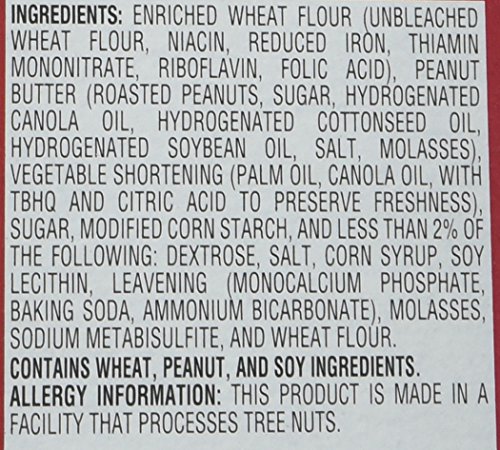 INGREDIENTS: ENRICHED WHEAT FLOUR (UNBLEACHED
WHEAT FLOUR, NIACIN, REDUCED IRON, THIAMIN
MONONITRATE, RIBOFLAVIN, FOLIC ACID), PEANUT
BUTTER (ROASTED PEANUTS, SUGAR, HYDROGENATED
CANOLA OIL, HYDROGENATED COTTONSEED OIL,
HYDROGENATED SOYBEAN OIL, SALT, MOLASSES),
VEGETABLE SHORTENING (PALM OIL, CANOLA OIL, WITH
TBHQ AND CITRIC ACID TO PRESERVE FRESHNESS),
SUGAR, MODIFIED CORN STARCH, AND LESS THAN 2% OF
THE FOLLOWING: DEXTROSE, SALT, CORN SYRUP, SOY
LECITHIN, LEAVENING (MONOCALCIUM PHOSPHATE,
BAKING SODA, AMMONIUM BICARBONATE), MOLASSES,
SODIUM METABISULFITE, AND WHEAT FLOUR.
CONTAINS WHEAT, PEANUT, AND SOY INGREDIENTS.
ALLERGY INFORMATION: THIS PRODUCT IS MADE IN A
FACILITY THAT PROCESSES TREE NUTS.